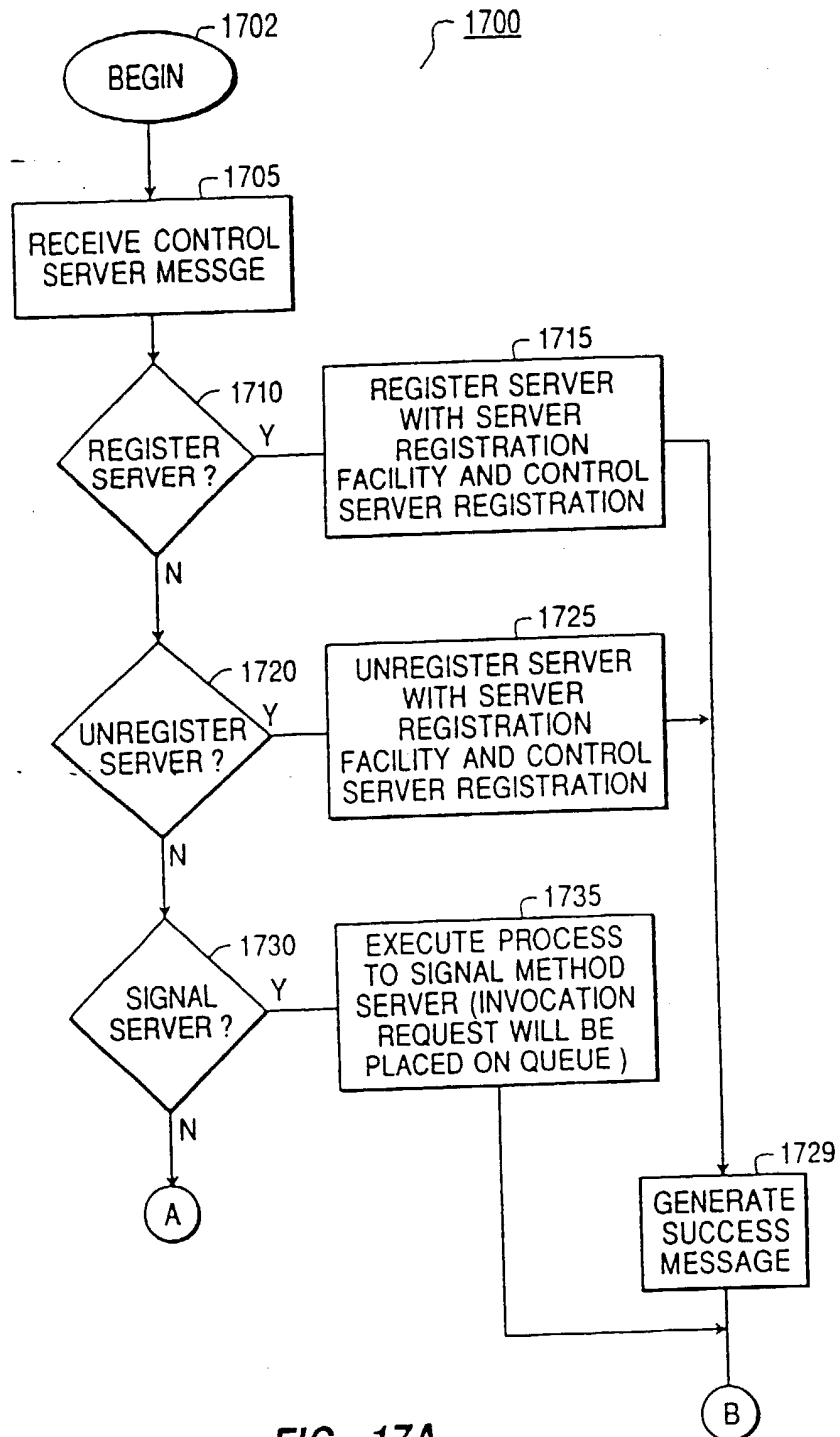 1700
1702
BEGIN
1705
RECEIVE CONTROL
SERVER MESSGE
1710
REGISTER
SERVER ?
Y
N
1715
REGISTER SERVER
WITH SERVER
REGISTRATION
FACILITY AND CONTROL
SERVER REGISTRATION
1720
UNREGISTER
SERVER ?
Y
N
1725
UNREGISTER SERVER
WITH SERVER
REGISTRATION
FACILITY AND CONTROL
SERVER REGISTRATION
1730
SIGNAL
SERVER ?
Y
N
1735
EXECUTE PROCESS
TO SIGNAL METHOD
SERVER (INVOCATION
REQUEST WILL BE
PLACED ON QUEUE )
A
1729
GENERATE
SUCCESS
MESSAGE
B
FIG. 17A